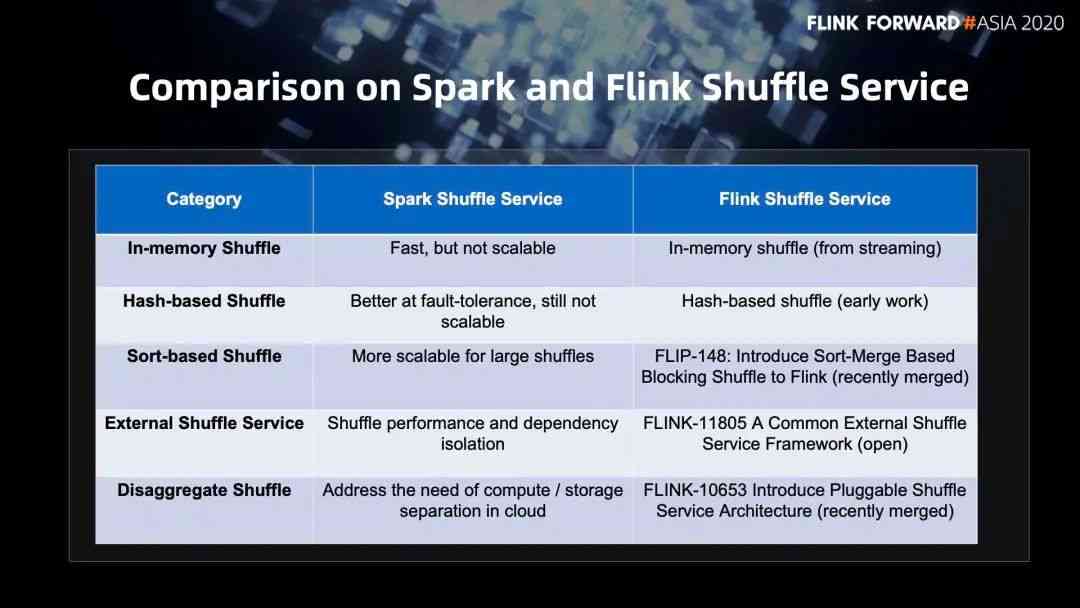 FLINK FORWARD#ASIA 2020
Comparison on Spark and Flink Shuffle Service
Category
Spark Shuffle Service
Flink Shuffle Service
In-memory Shuffle
Fast, but not scalable
In-memory shuffle (from streaming)
Hash-based Shuffle
Better at fault-tolerance, still not
scalable
Hash-based shuffle (early work)
Sort-based Shuffle
More scalable for large shuffles
FLIP-148: Introduce Sort-Merge Based
Blocking Shuffle to Flink (recently merged)
External Shuffle Service
Shuffle performance and dependency
isolation
FLINK-11805 A Common External Shuffle
Service Framework (open)
Disaggregate Shuffle
Address the need of compute / storage
separation in cloud
FLINK-10653 Introduce Pluggable Shuffle
Service Architecture (recently merged)